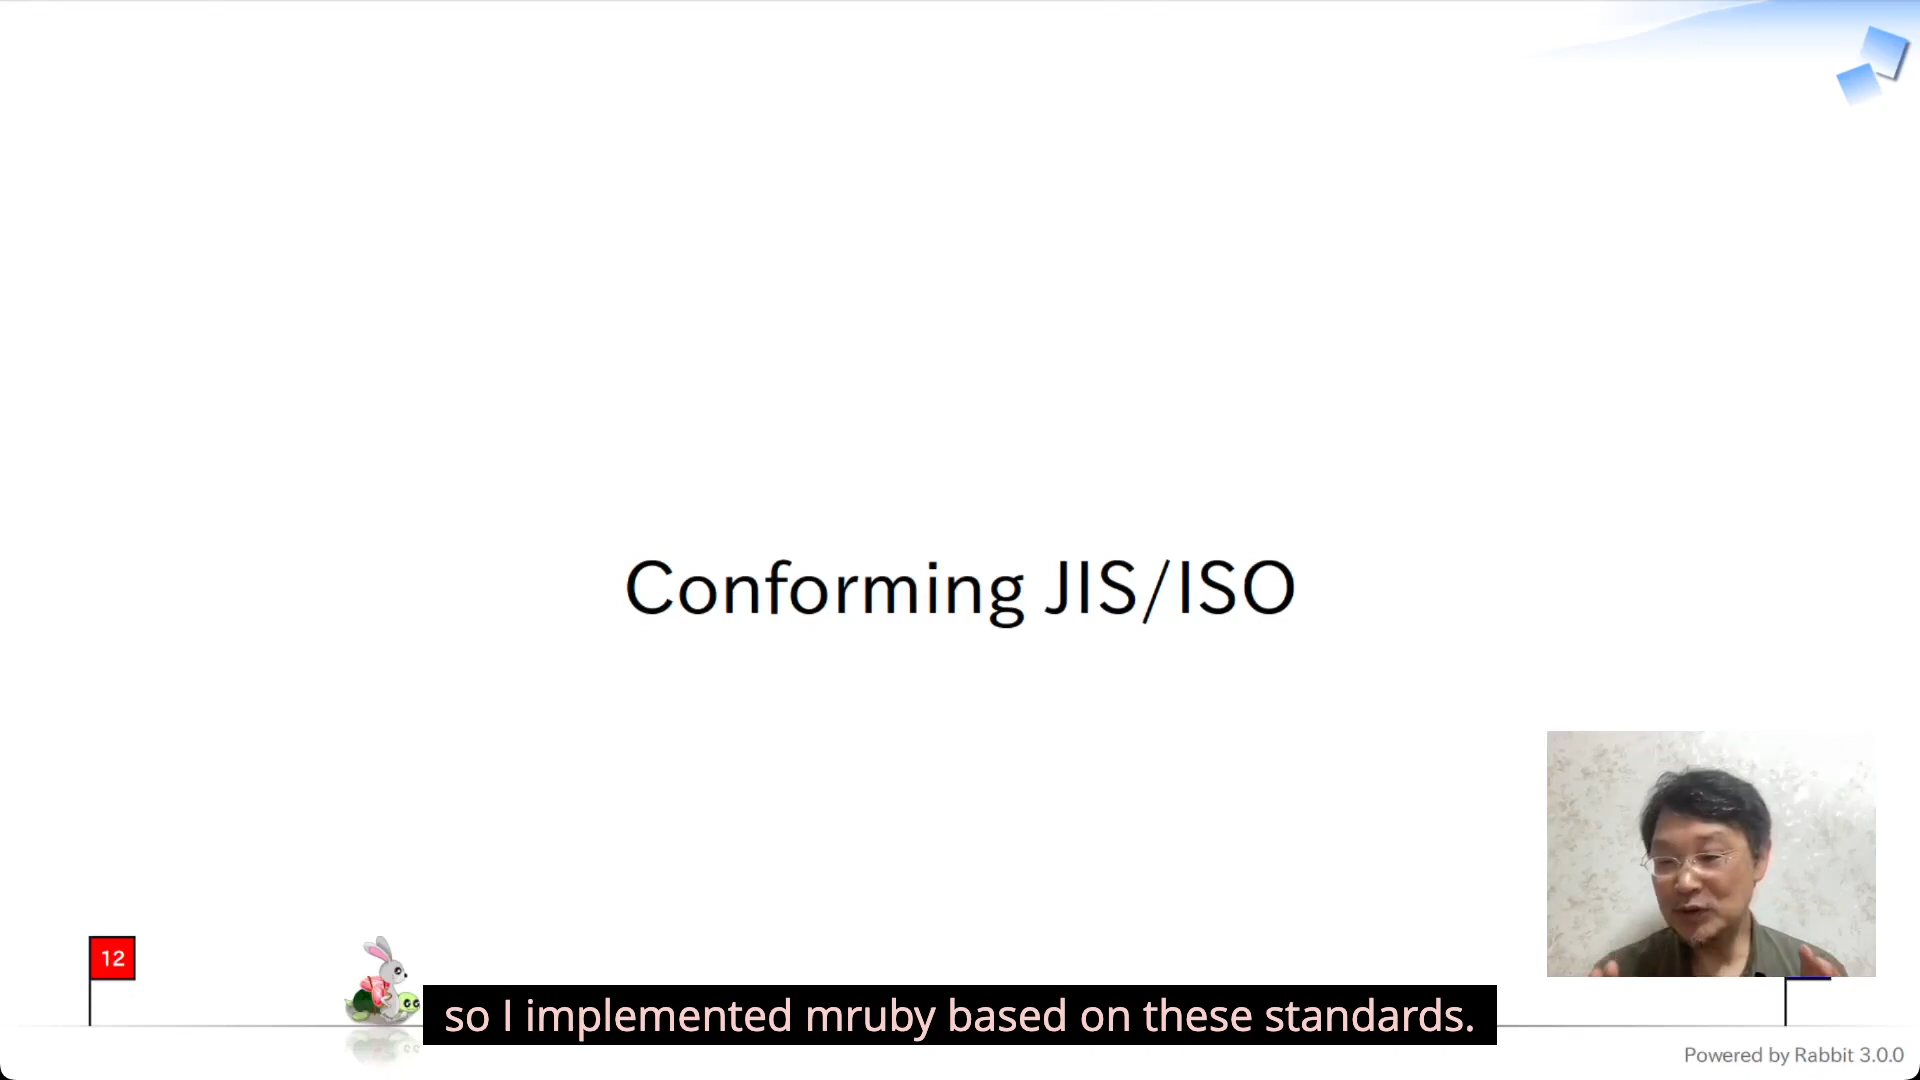 Conforming JIS/ISO
12
so I implemented mruby based on these standards.
Powered by Rabbit 3.0.0